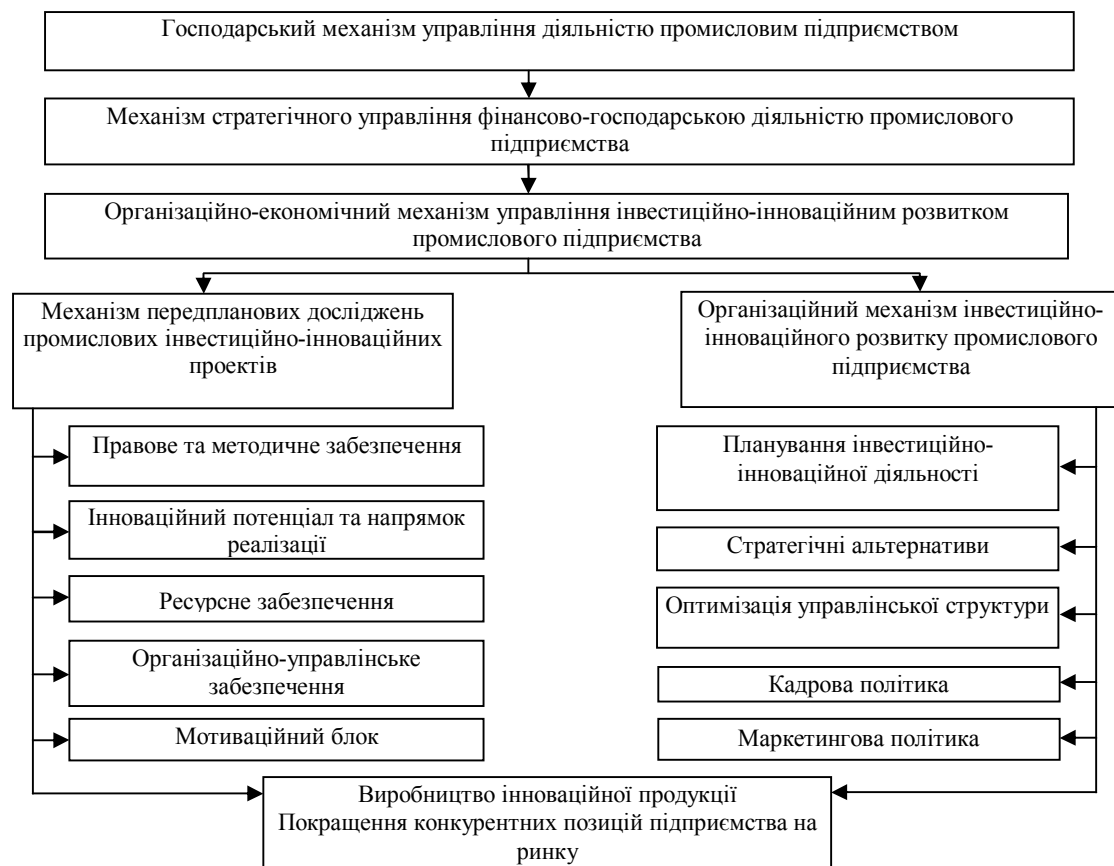 Господарський механізм управління діяльністю промисловим підприємством
Механізм стратегічного управління фінансово-господарською діяльністю промислового
підприємства
Організаційно-економічний механізм управління інвестиційно-інноваційним розвитком
промислового підприємства
Механізм передпланових досліджень
промислових інвестиційно-інноваційних
проектів
Правове та методичне забезпечення
Інноваційний потенціал та напрямок
реалізації
Ресурсне забезпечення
Організаційно-управлінське
забезпечення
Мотиваційний блок
Організаційний механізм інвестиційно-
інноваційного розвитку промислового
підприємства
Планування інвестиційно-
інноваційної діяльності
Стратегічні альтернативи
Оптимізація управлінської структури
Кадрова політика
Маркетингова політика
Виробництво інноваційної продукції
Покращення конкурентних позицій підприємства на
ринку